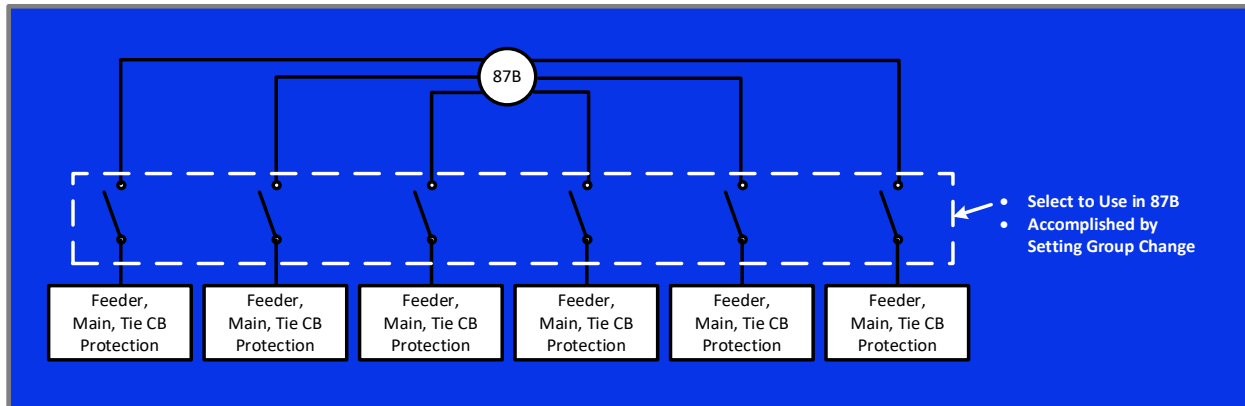 87B
• Select to Use in 87B
• Accomplished by
Setting Group Change
Feeder,
Main, Tie CB
Protection
Feeder,
Main, Tie CB
Protection
Feeder,
Main, Tie CB
Protection
Feeder,
Main, Tie CB
Protection
Feeder,
Main, Tie CB
Protection
Feeder,
Main, Tie CB
Protection